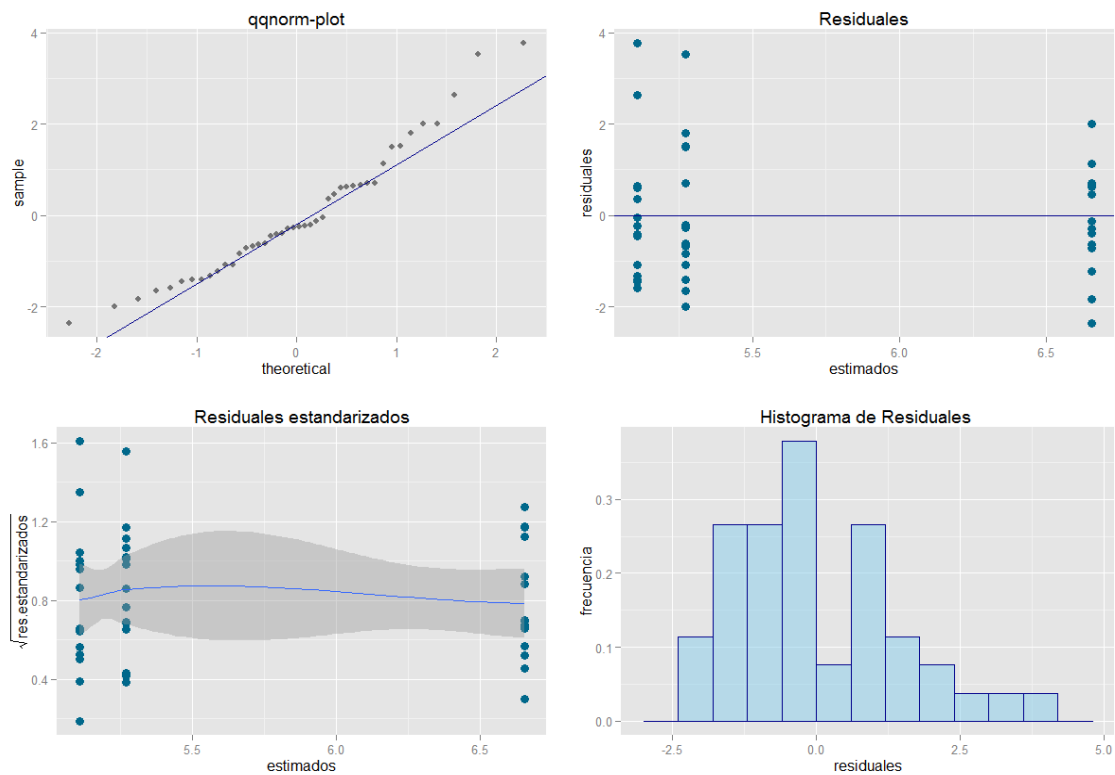 qqnorm-plot
4
2
0
-2
sample
-2
-1
0
1
2
theoretical
Residuales
4
2
0
-2
residuales
5.5
6.0
6.5
estimados
Residuales estandarizados
1.6
1.2
0.8
0.4
√res.estandarizados
5.5
6.0
6.5
estimados
Histograma de Residuales
0.3
0.2
0.1
0.0
frecuencia
-2.5
0.0
2.5
5.0
residuales